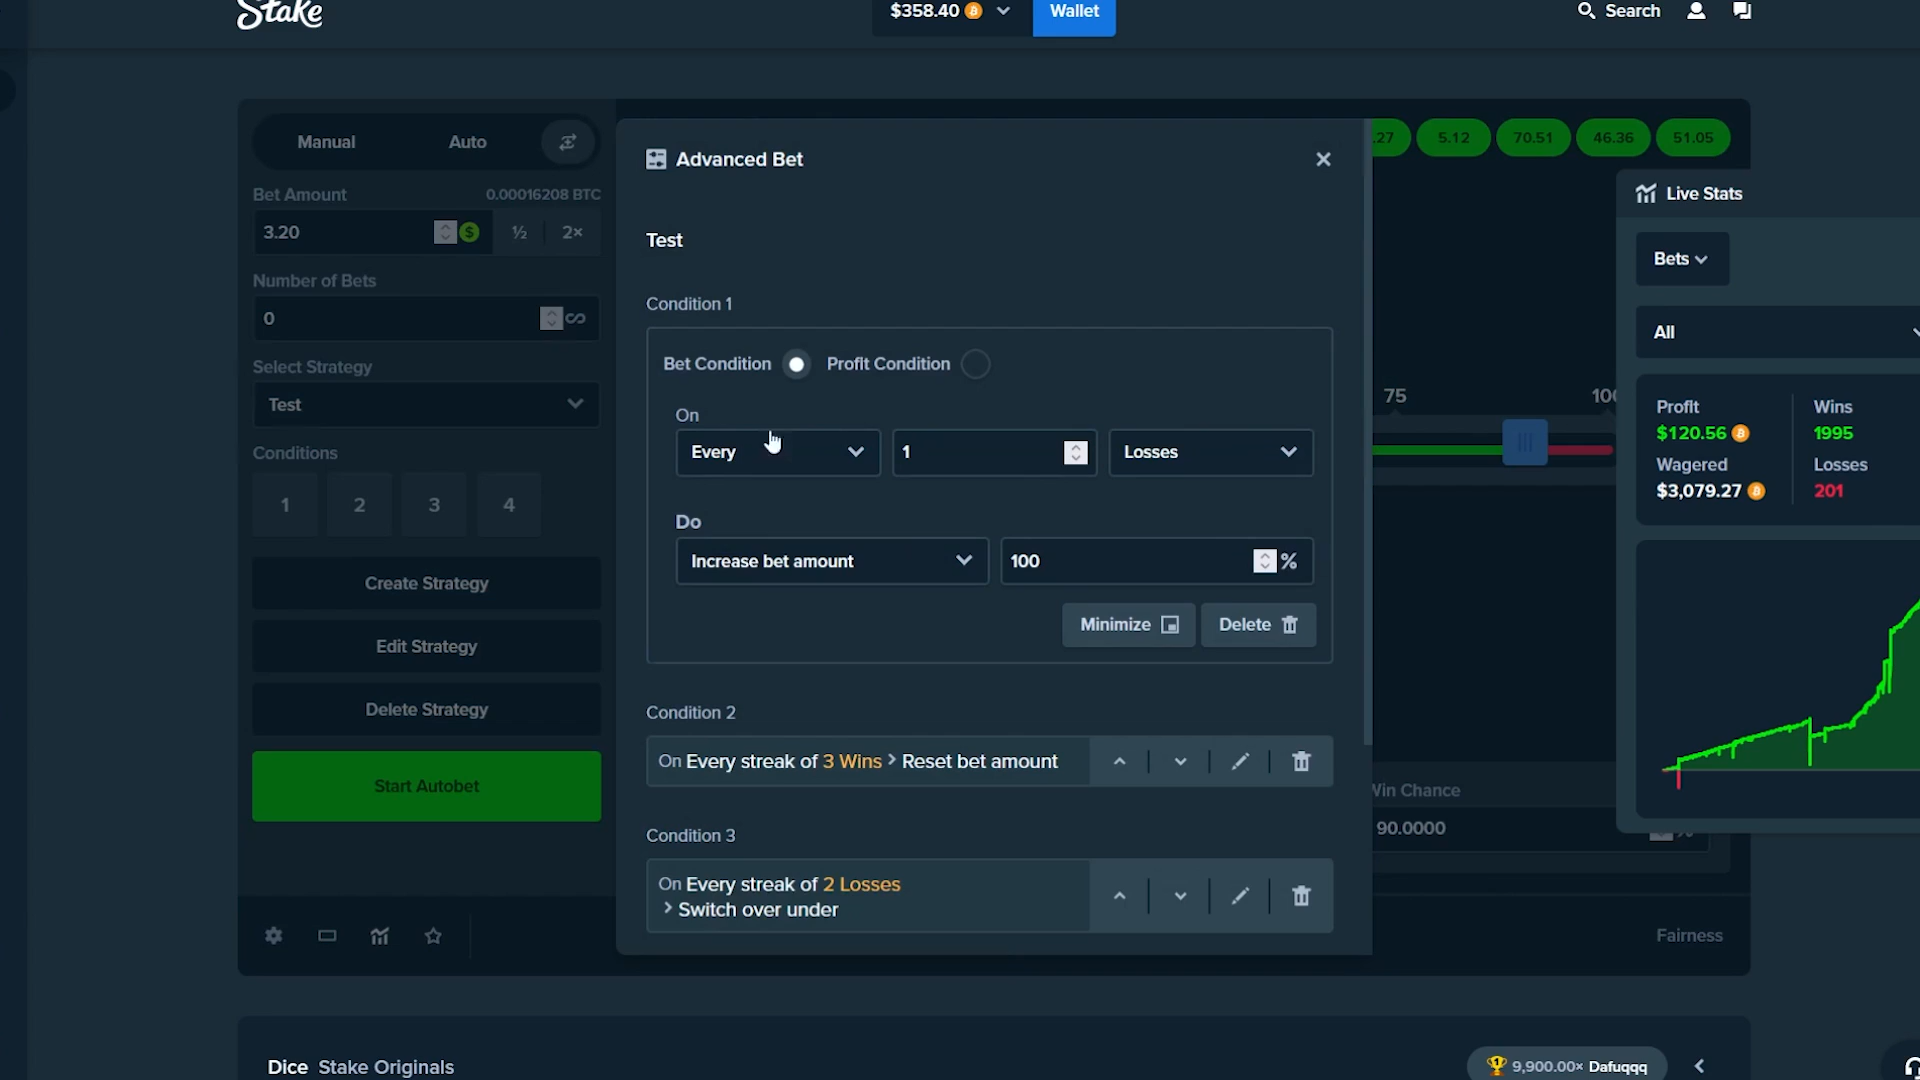 Stake
$358.40
Wallet
Search
Manual
Auto
Bet Amount
0.00016208 BTC
3.20
½
2×
Number of Bets
0
Select Strategy
Test
Conditions
1
2
3
4
Create Strategy
Edit Strategy
Delete Strategy
Start Autobet
Advanced Bet
Test
Condition 1
Bet Condition
Profit Condition
On
Every
1
Losses
Do
Increase bet amount
100
%
Minimize
Delete
Condition 2
On Every streak of 3 Wins > Reset bet amount
Condition 3
On Every streak of 2 Losses
> Switch over under
.27
5.12
70.51
46.36
51.05
75
100
Win Chance
90.0000
%
Live Stats
Bets
All
Profit
$120.56
Wins
1995
Wagered
$3,079.27
Losses
201
Fairness
Dice Stake Originals
9,900.00× Dafuqqq